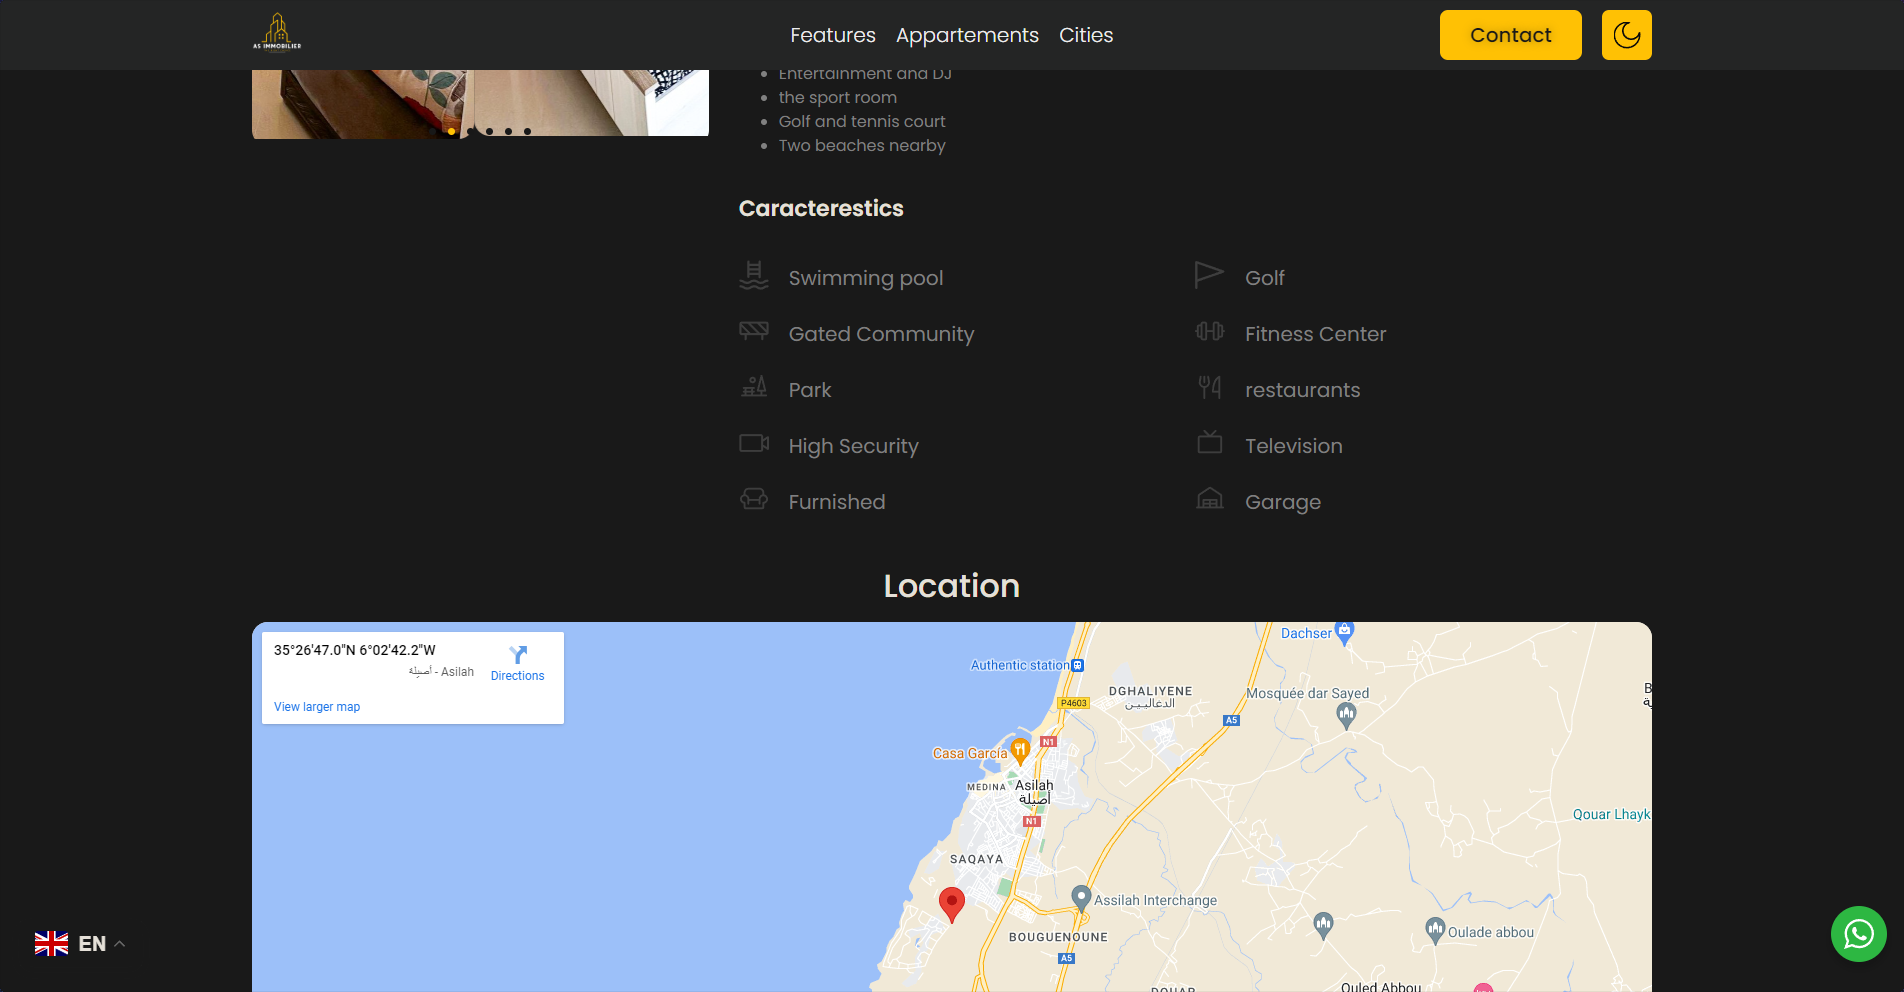 AS IMMOBILIER
Features Appartements Cities
Contact
Entertainment and DJ
the sport room
Golf and tennis court
Two beaches nearby
Caracterestics
Swimming pool
Golf
Gated Community
Fitness Center
Park
restaurants
High Security
Television
Furnished
Garage
Location
35°26'47.0"N 6°02'42.2"W
أصيلة - Asilah
Directions
View larger map
Dachser
Authentic station
DGHALIYENE
الدغاليين
Mosquée dar Sayed
P4603
A5
N1
Casa García
MEDINA
Asilah
أصيلة
N1
Qouar Lhayk
SAQAYA
Assilah Interchange
BOUGUENOUNE
Oulade abbou
A5
DOUAR
Ouled Abbou
EN